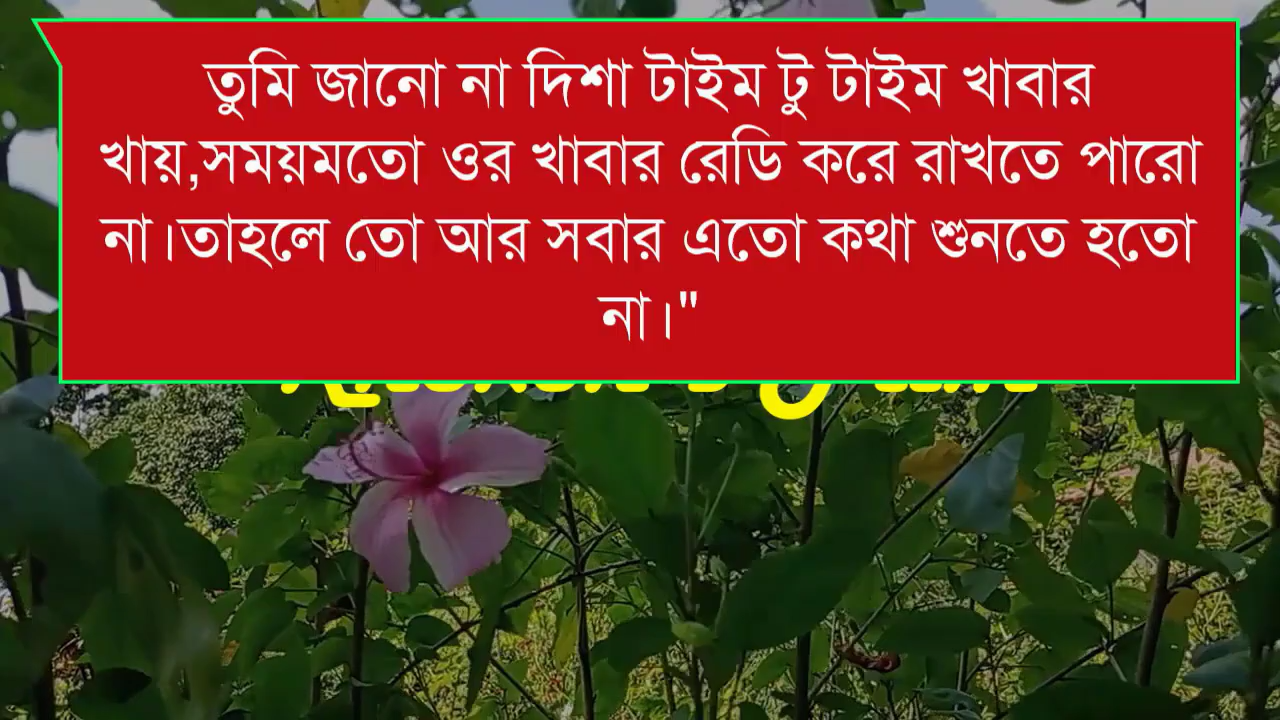 তুমি জানো না দিশা টাইম টু টাইম খাবার
খায়,সময়মতো ওর খাবার রেডি করে রাখতে পারো
না।তাহলে তো আর সবার এতো কথা শুনতে হতো
না।"